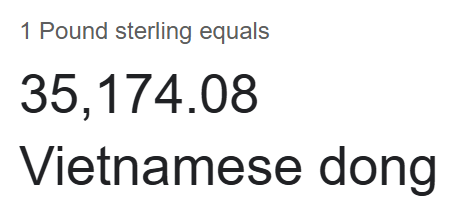 1 Pound sterling equals
35,174.08
Vietnamese dong